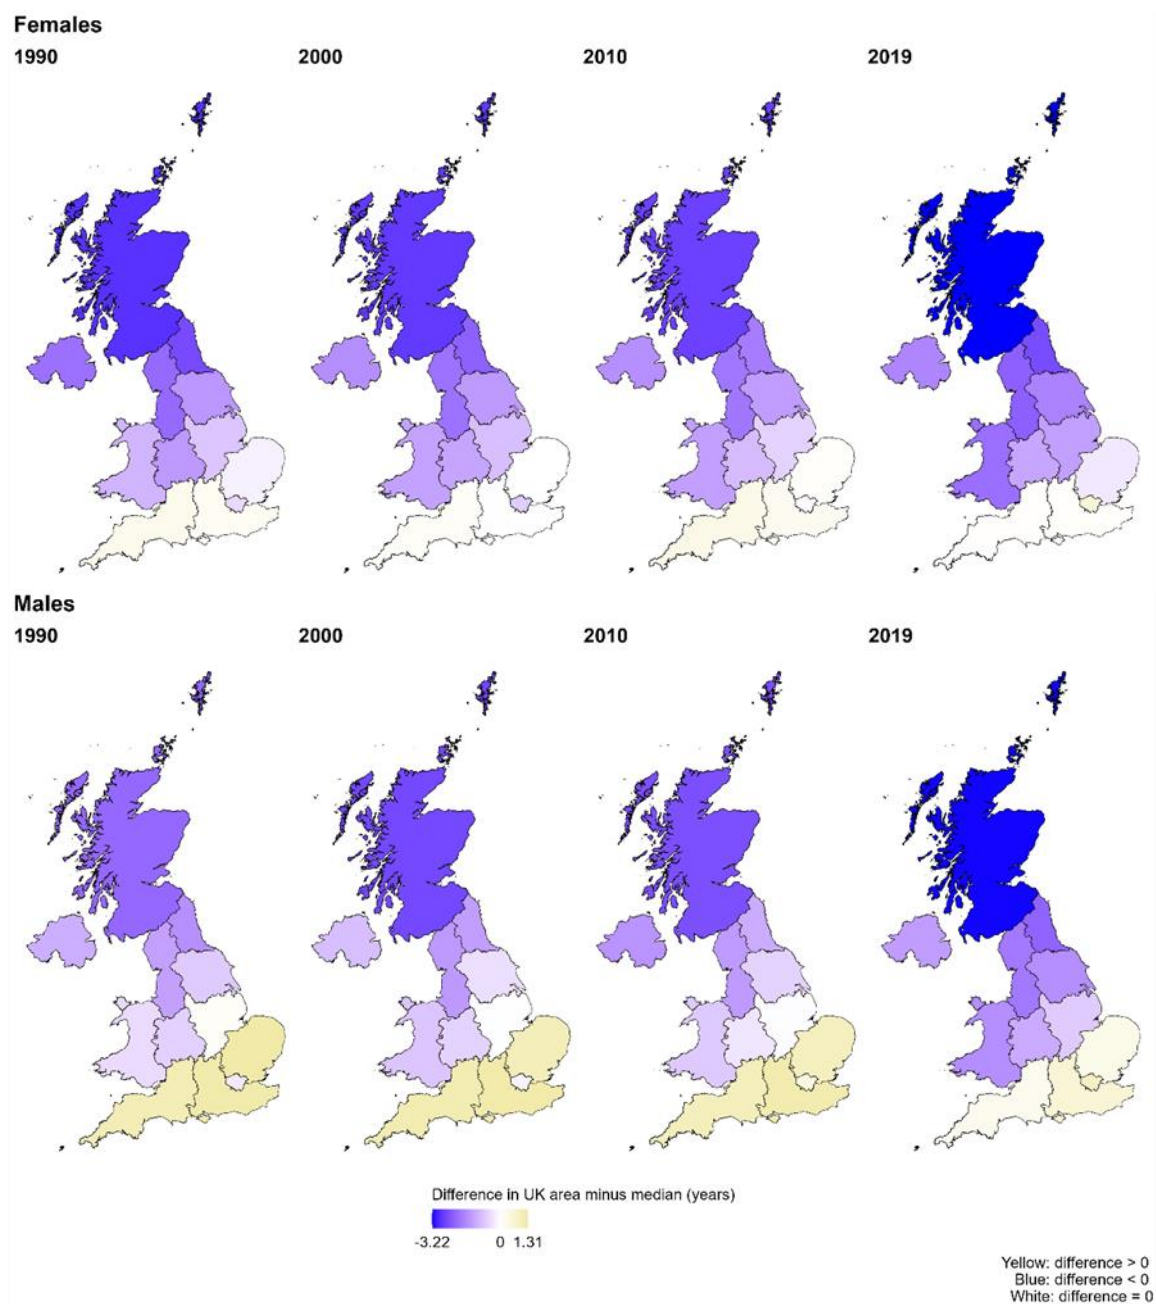 Females
1990 2000 2010 2019
Males
1990 2000 2010 2019
Difference in UK area minus median (years)
-3.22 0 1.31
Yellow: difference > 0
Blue: difference < 0
White: difference = 0